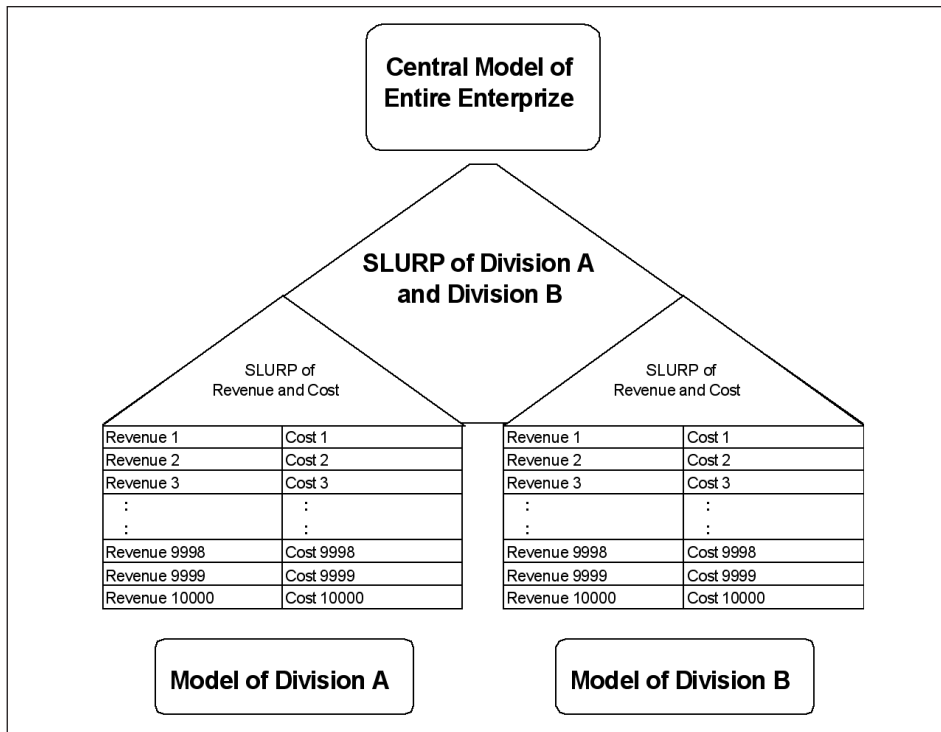 Central Model of
Entire Enterprize
SLURP of Division A
and Division B
SLURP of
Revenue and Cost
SLURP of
Revenue and Cost
Revenue 1 Cost 1
Revenue 2 Cost 2
Revenue 3 Cost 3
: :
: :
Revenue 9998 Cost 9998
Revenue 9999 Cost 9999
Revenue 10000 Cost 10000
Revenue 1 Cost 1
Revenue 2 Cost 2
Revenue 3 Cost 3
: :
: :
Revenue 9998 Cost 9998
Revenue 9999 Cost 9999
Revenue 10000 Cost 10000
Model of Division A
Model of Division B